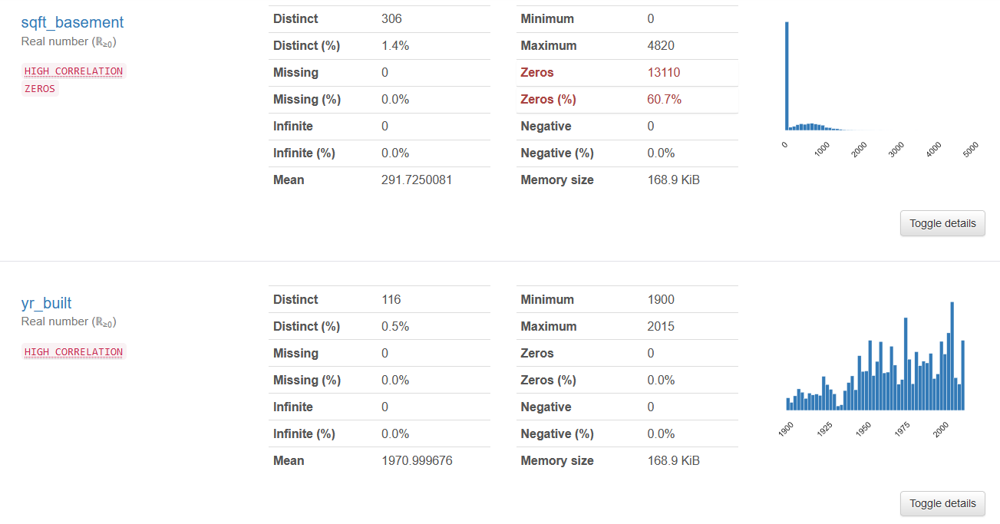 sqft_basement
Real number (ℝ≥0)
HIGH CORRELATION
ZEROS
Distinct 306
Distinct (%) 1.4%
Missing 0
Missing (%) 0.0%
Infinite 0
Infinite (%) 0.0%
Mean 291.7250081
Minimum 0
Maximum 4820
Zeros 13110
Zeros (%) 60.7%
Negative 0
Negative (%) 0.0%
Memory size 168.9 KiB
0 1000 2000 3000 4000 5000
Toggle details
yr_built
Real number (ℝ≥0)
HIGH CORRELATION
Distinct 116
Distinct (%) 0.5%
Missing 0
Missing (%) 0.0%
Infinite 0
Infinite (%) 0.0%
Mean 1970.999676
Minimum 1900
Maximum 2015
Zeros 0
Zeros (%) 0.0%
Negative 0
Negative (%) 0.0%
Memory size 168.9 KiB
1900 1925 1950 1975 2000
Toggle details